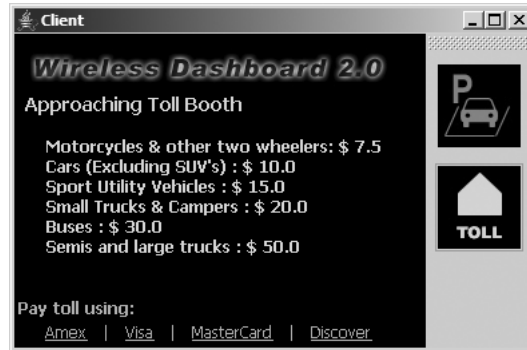 Client
Wireless Dashboard 2.0
Approaching Toll Booth
Motorcycles & other two wheelers: $ 7.5
Cars (Excluding SUV's) : $ 10.0
Sport Utility Vehicles : $ 15.0
Small Trucks & Campers : $ 20.0
Buses : $ 30.0
Semis and large trucks : $ 50.0
Pay toll using:
Amex | Visa | MasterCard | Discover
P
TOLL